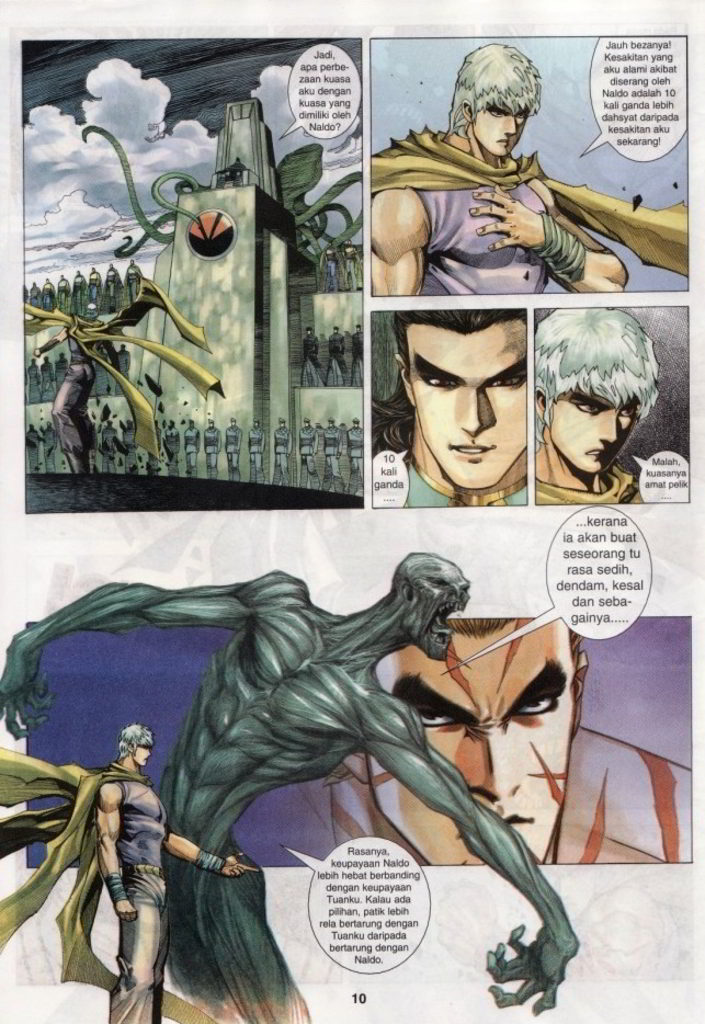 Jadi,
apa perbe-
zaan kuasa
aku dengan
kuasa yang
dimiliki oleh
Naldo?
Jauh bezanya!
Kesakitan yang
aku alami akibat
diserang oleh
Naldo adalah 10
kali ganda lebih
dahsyat daripada
kesakitan aku
sekarang!
10
kali
ganda
....
Malah,
kuasanya
amat pelik
....
...kerana
ia akan buat
seseorang tu
rasa sedih,
dendam, kesal
dan seba-
gainya.....
Rasanya,
keupayaan Naldo
lebih hebat berbanding
dengan keupayaan
Tuanku. Kalau ada
pilihan, patik lebih
rela bertarung dengan
Tuanku daripada
bertarung dengan
Naldo.
10